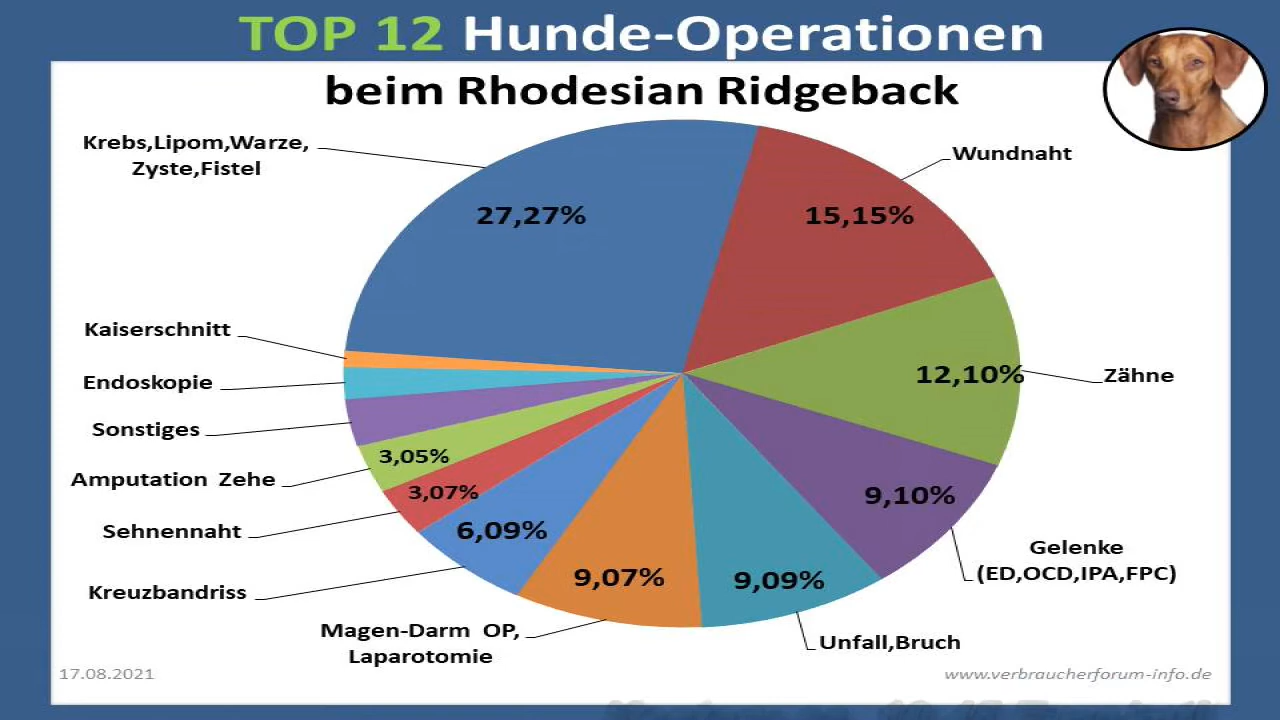 TOP 12 Hunde-Operationen
beim Rhodesian Ridgeback
Krebs,Lipom,Warze,
Zyste,Fistel
Wundnaht
27,27%
15,15%
Kaiserschnitt
Endoskopie
12,10%
Zähne
Sonstiges
3,05%
Amputation Zehe
3,07%
9,10%
Sehnennaht
6,09%
Gelenke
(ED,OCD,IPA,FPC)
9,07%
9,09%
Kreuzbandriss
Magen-Darm OP,
Laparotomie
Unfall,Bruch
17.08.2021
www.verbraucherforum-info.de